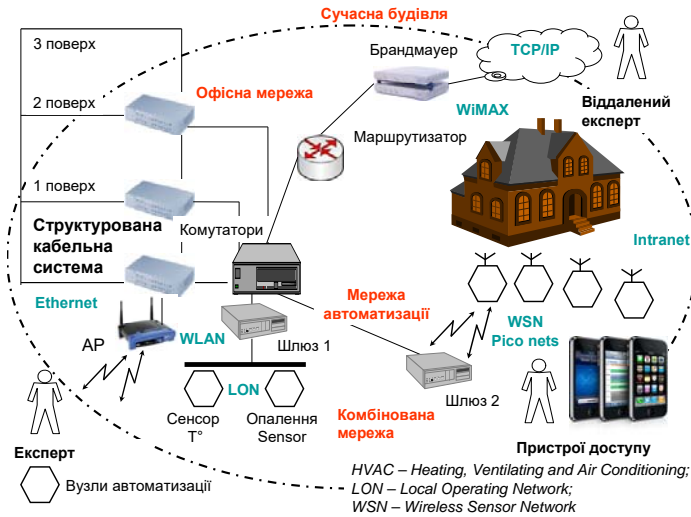 Сучасна будівля
3 поверх
Брандмауер
TCP/IP
2 поверх
Офісна мережа
WiMAX
Віддалений
експерт
Маршрутизатор
1 поверх
Структурована
кабельна
система
Комутатори
Intranet
Ethernet
Мережа
автоматизації
WSN
Pico nets
AP
WLAN
Шлюз 1
LON
Шлюз 2
Сенсор
T°
Опалення
Sensor
Комбінована
мережа
Експерт
Пристрої доступу
Вузли автоматизації
HVAC – Heating, Ventilating and Air Conditioning;
LON – Local Operating Network;
WSN – Wireless Sensor Network